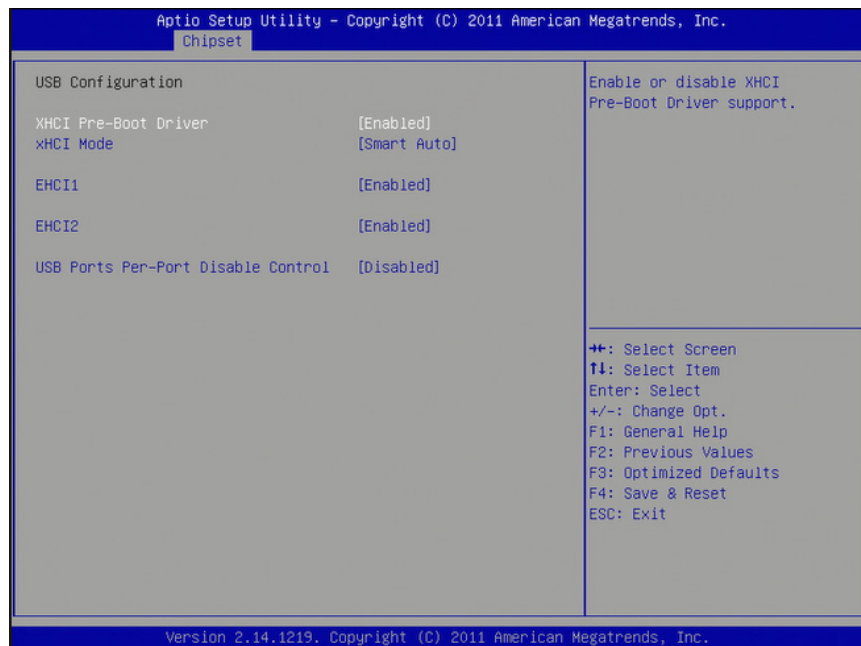 Aptio Setup Utility – Copyright (C) 2011 American Megatrends, Inc.
Chipset
USB Configuration
XHCI Pre-Boot Driver [Enabled]
xHCI Mode [Smart Auto]
EHCI1 [Enabled]
EHCI2 [Enabled]
USB Ports Per-Port Disable Control [Disabled]
Enable or disable XHCI
Pre-Boot Driver support.
→←: Select Screen
↑↓: Select Item
Enter: Select
+/-: Change Opt.
F1: General Help
F2: Previous Values
F3: Optimized Defaults
F4: Save & Reset
ESC: Exit
Version 2.14.1219. Copyright (C) 2011 American Megatrends, Inc.